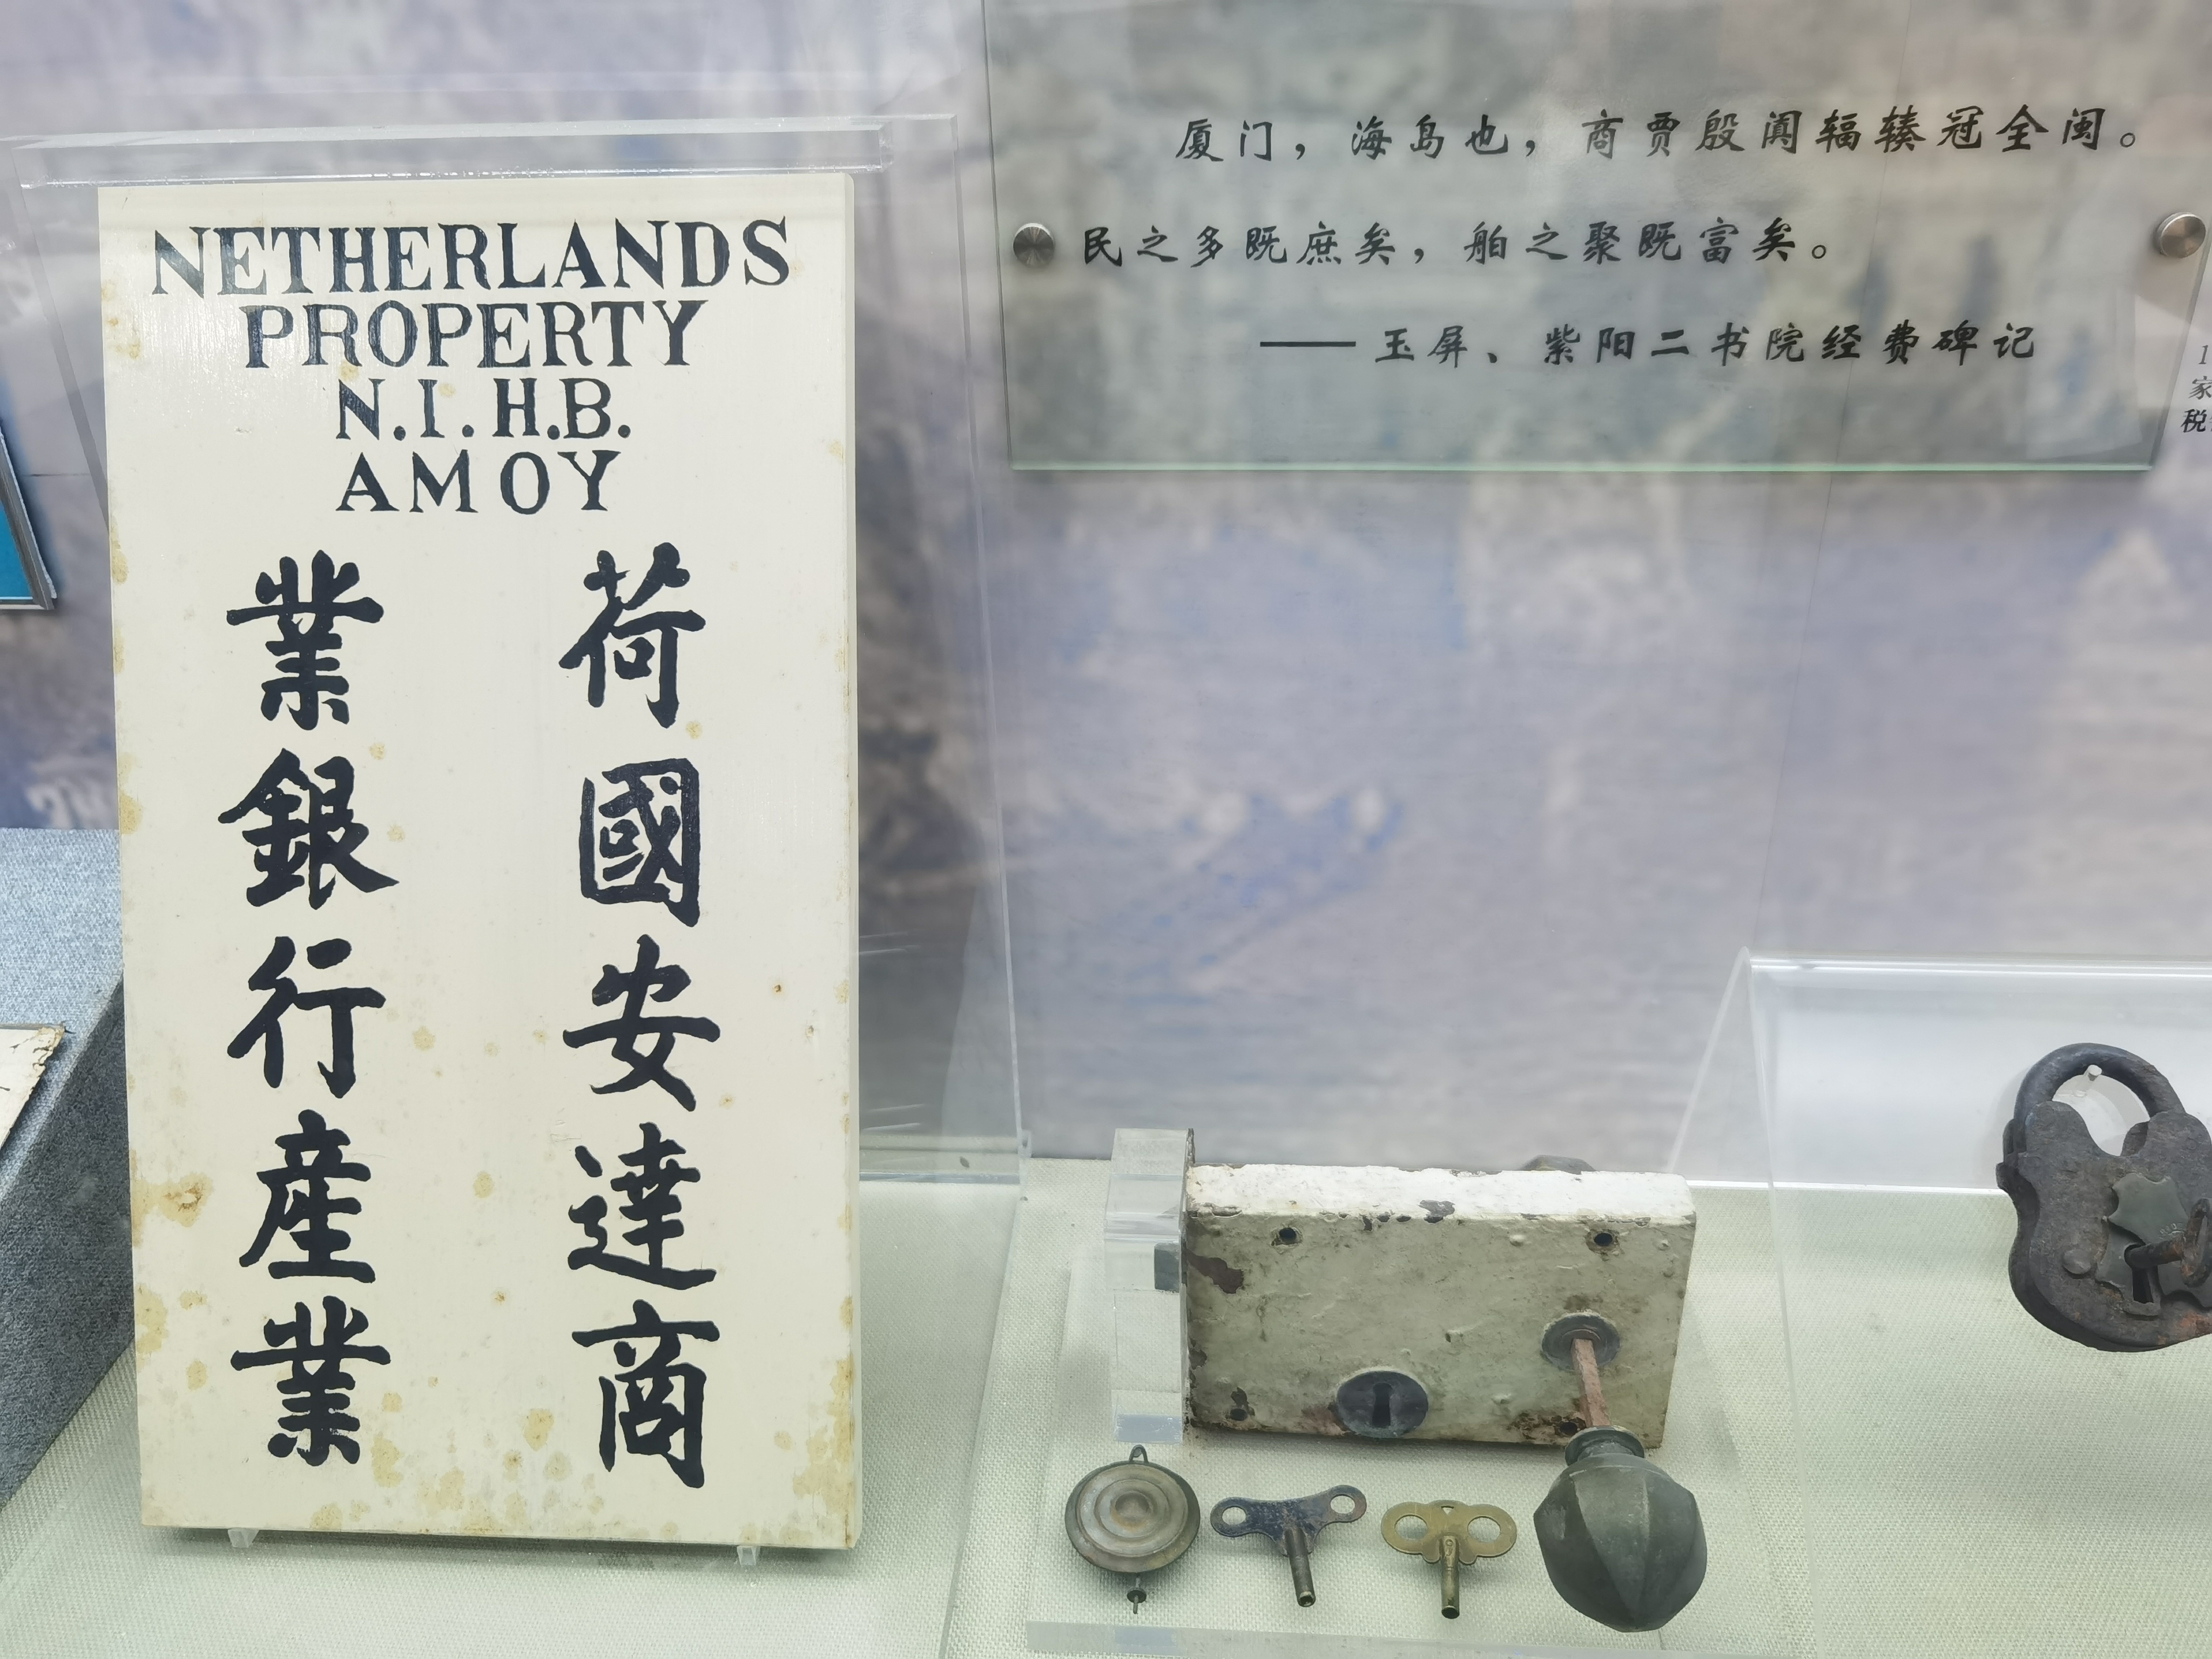 NETHERLANDS
PROPERTY
N.I.H.B.
AMOY
荷國安達商
業銀行產業
厦门，海岛也，商贾殷阗辐辏冠全闽。
民之多既庶矣，舶之聚既富矣。
——玉屏、紫阳二书院经费碑记
1
家
税